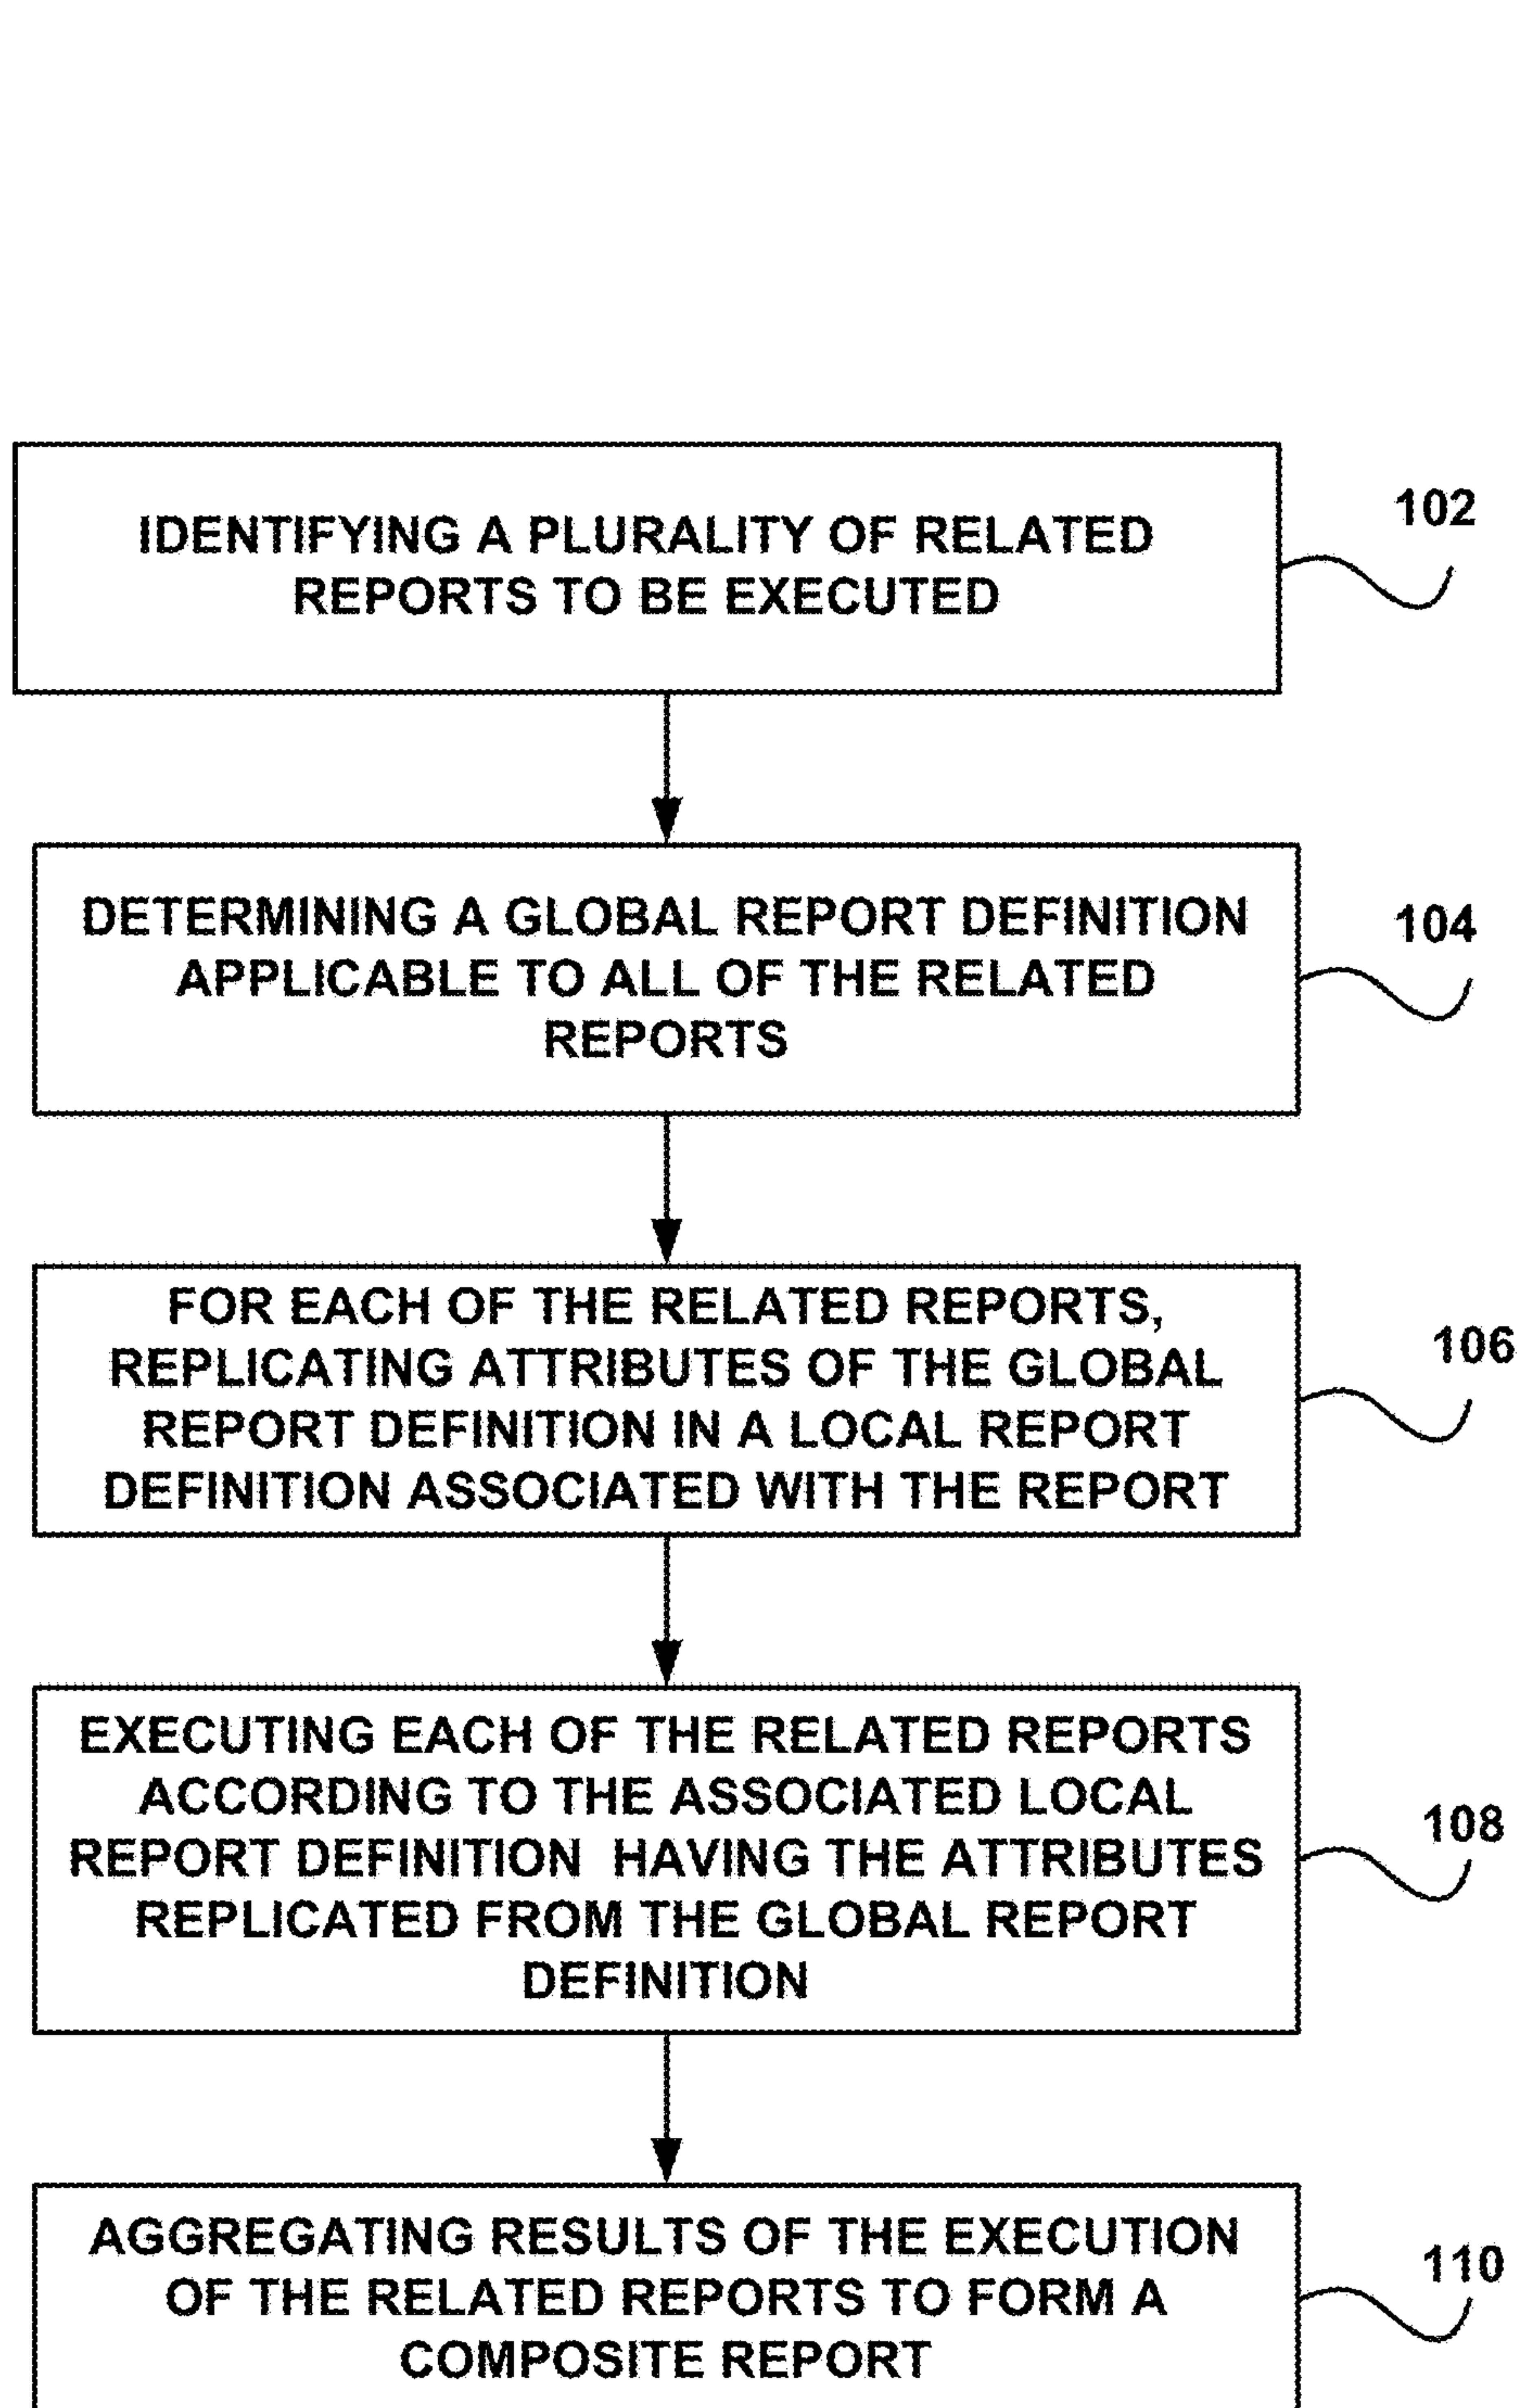 IDENTIFYING A PLURALITY OF RELATED
REPORTS TO BE EXECUTED
102
DETERMINING A GLOBAL REPORT DEFINITION
APPLICABLE TO ALL OF THE RELATED
REPORTS
104
FOR EACH OF THE RELATED REPORTS,
REPLICATING ATTRIBUTES OF THE GLOBAL
REPORT DEFINITION IN A LOCAL REPORT
DEFINITION ASSOCIATED WITH THE REPORT
106
EXECUTING EACH OF THE RELATED REPORTS
ACCORDING TO THE ASSOCIATED LOCAL
REPORT DEFINITION  HAVING THE ATTRIBUTES
REPLICATED FROM THE GLOBAL REPORT
DEFINITION
108
AGGREGATING RESULTS OF THE EXECUTION
OF THE RELATED REPORTS TO FORM A
COMPOSITE REPORT
110